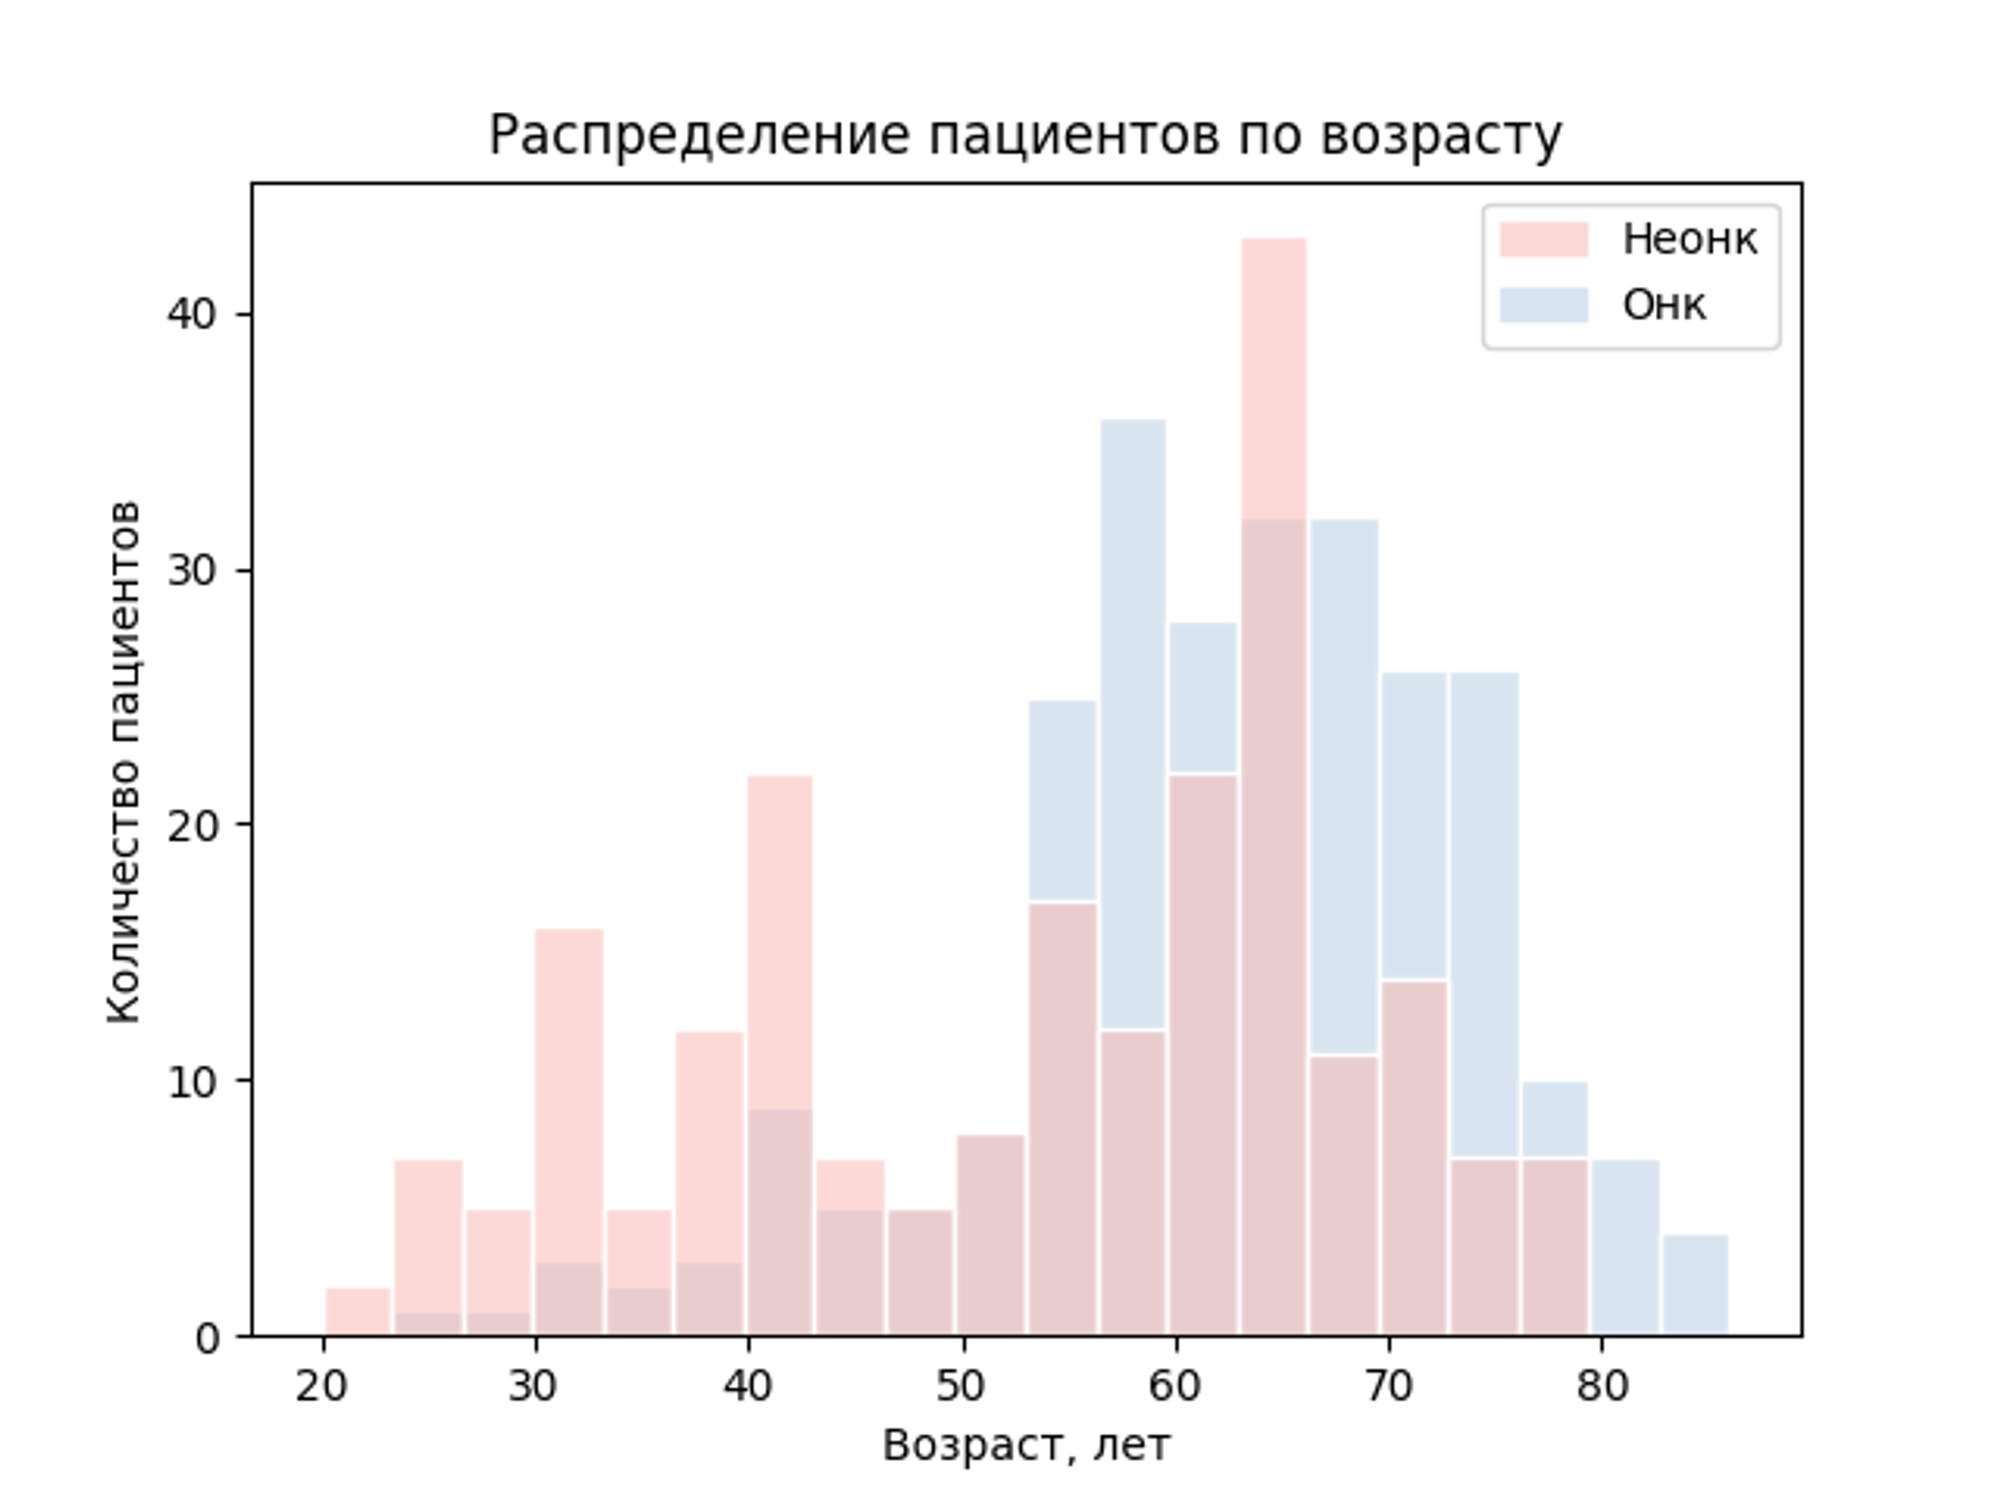 Распределение пациентов по возрасту
Неонк
Онк
Количество пациентов
40
30
20
10
0
20 30 40 50 60 70 80
Возраст, лет